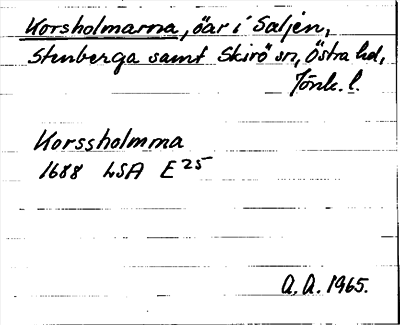 Korsholmarna, öar i Saljen,
Stenberga samt Skirö sn, Östra hd,
Jönk. l.
Korssholmma
1688 LSA E25
A. A. 1965.